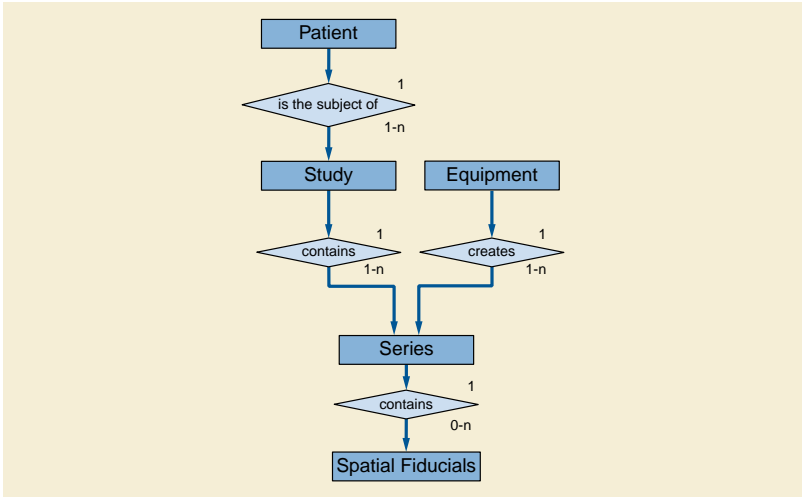 Patient
1
is the subject of
1-n
Study
Equipment
1
1
contains
creates
1-n
1-n
Series
1
contains
0-n
Spatial Fiducials